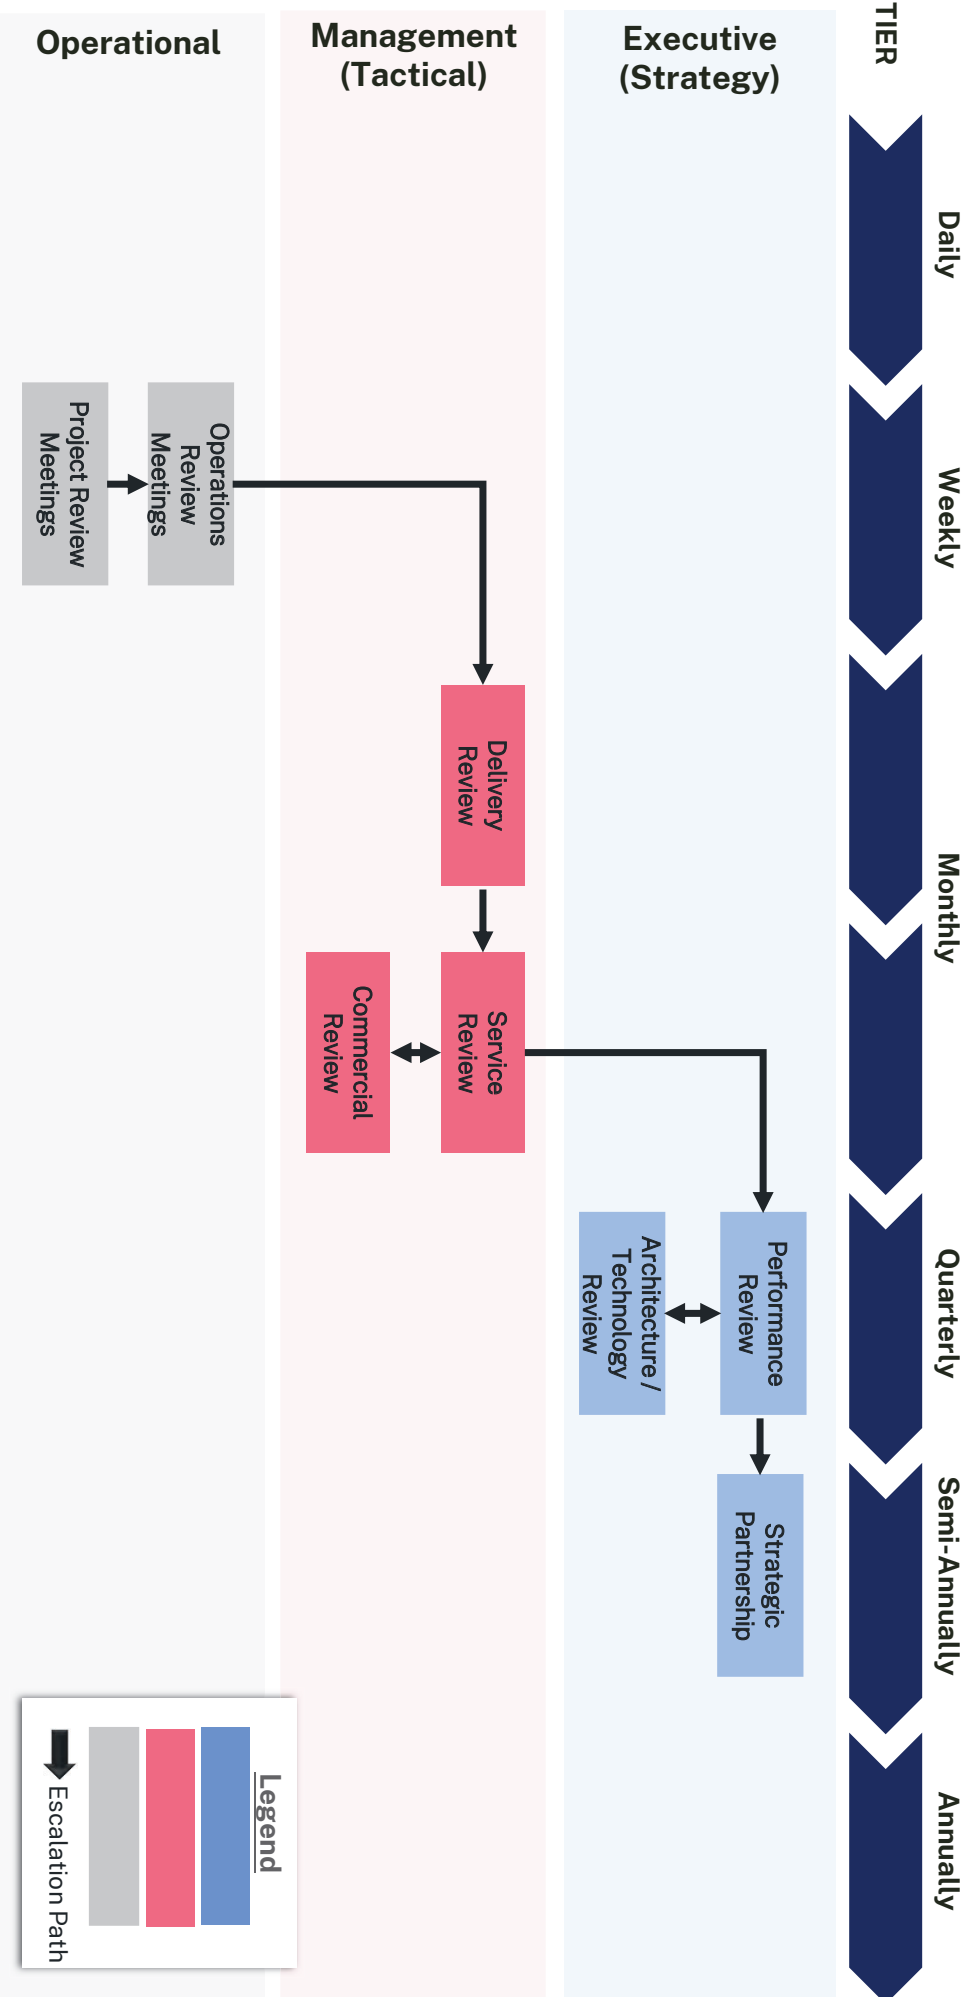 TIER
Daily
Weekly
Monthly
Quarterly
Semi-Annually
Annually
Executive
(Strategy)
Performance
Review
Strategic
Partnership
Architecture /
Technology
Review
Management
(Tactical)
Delivery
Review
Service
Review
Commercial
Review
Operational
Operations
Review
Meetings
Project Review
Meetings
Legend
Escalation Path